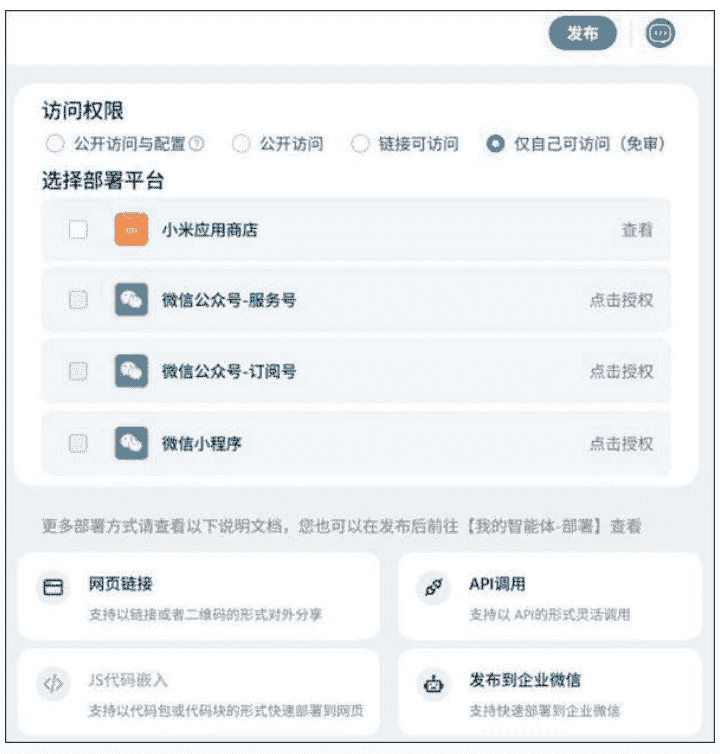 发布
访问权限
公开访问与配置 公开访问 链接可访问 仅自己可访问（免审）
选择部署平台
小米应用商店 查看
微信公众号-服务号 点击授权
微信公众号-订阅号 点击授权
微信小程序 点击授权
更多部署方式请查看以下说明文档，您也可以在发布后前往【我的智能体-部署】查看
网页链接
支持以链接或者二维码的形式对外分享
API调用
支持以 API的形式灵活调用
JS代码嵌入
支持以代码包或代码块的形式快速部署到网页
发布到企业微信
支持快速部署到企业微信